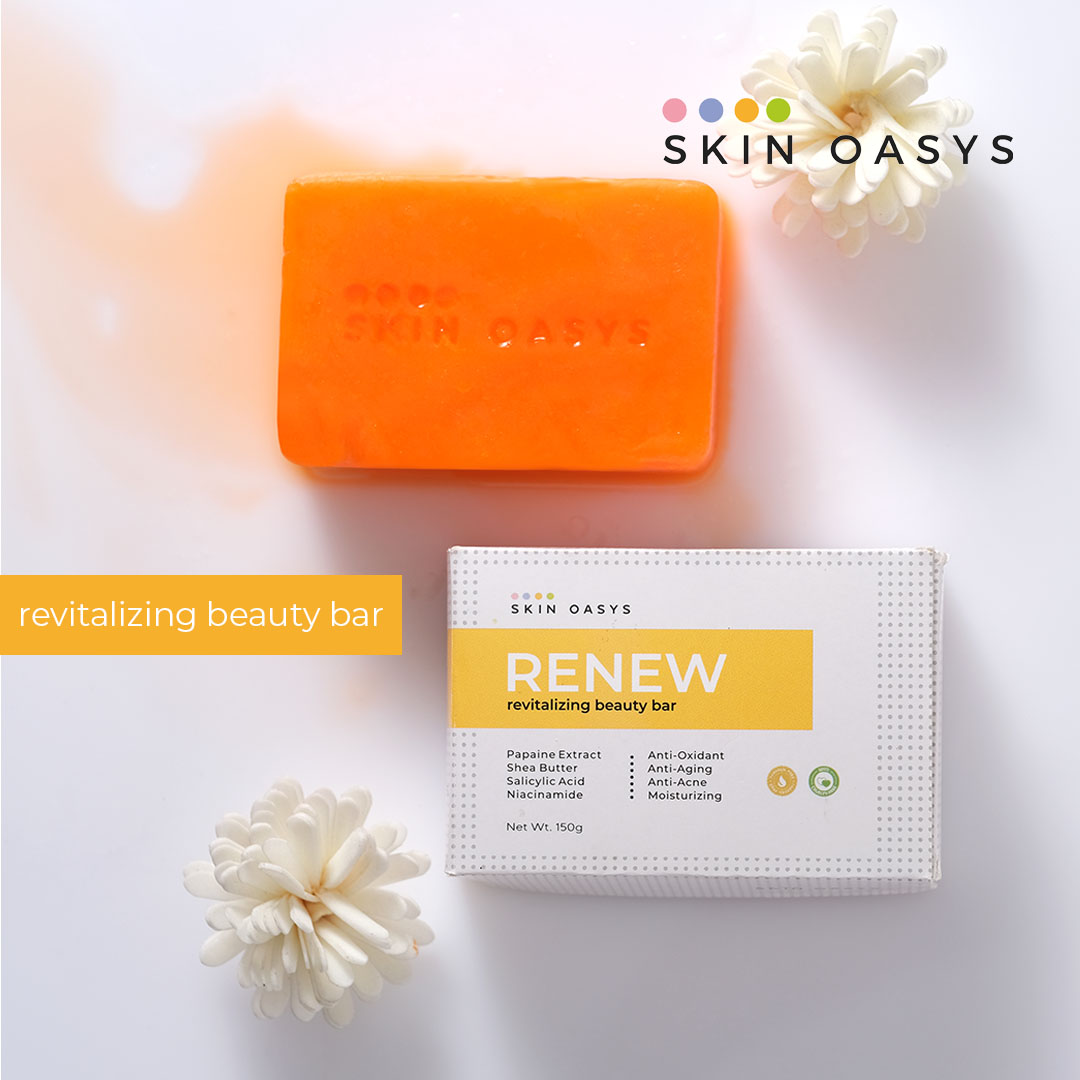 SKIN OASYS
SKIN OASYS
revitalizing beauty bar
SKIN OASYS
RENEW
revitalizing beauty bar
Papaine Extract
Shea Butter
Salicylic Acid
Niacinamide
Anti-Oxidant
Anti-Aging
Anti-Acne
Moisturizing
Net Wt. 150g